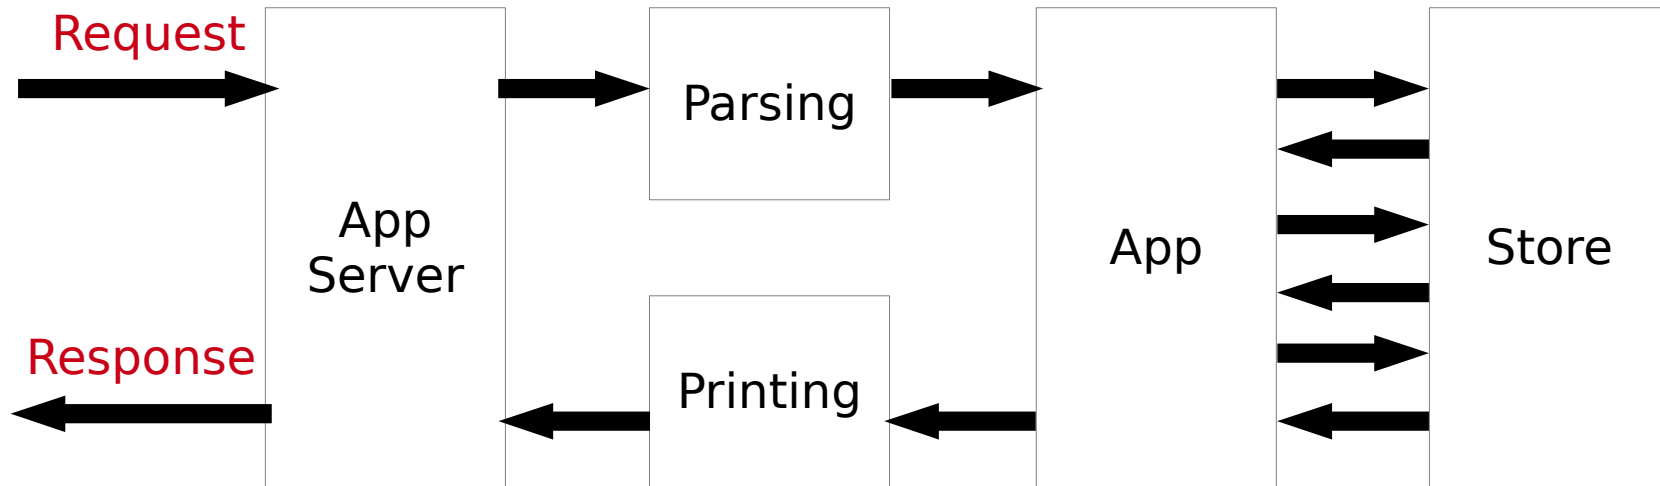 Request
Parsing
App
Server
App
Store
Response
Printing